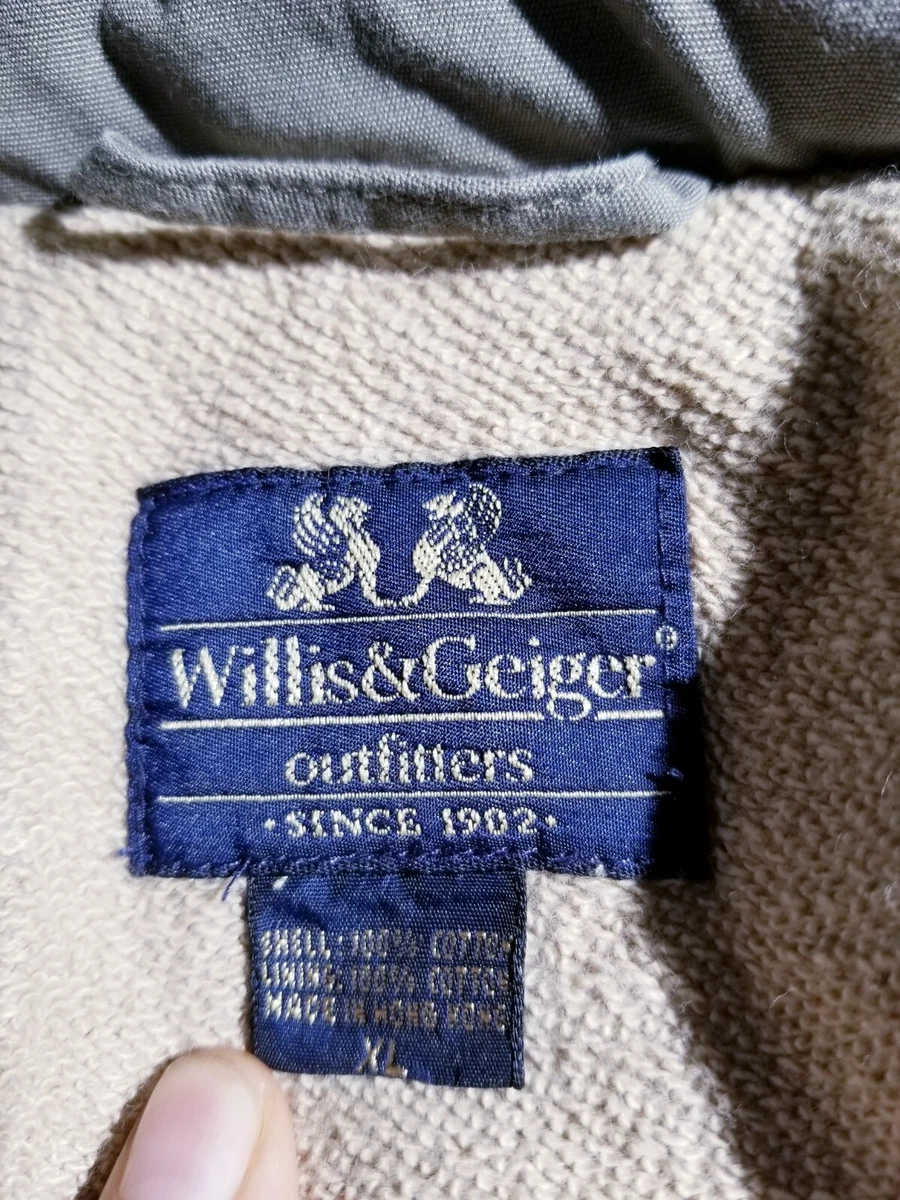 Willis&Geiger®
outfitters
·SINCE 1902·
SHELL:100% COTTON
LINING 100% COTTON
MADE IN HONG KONG
XL